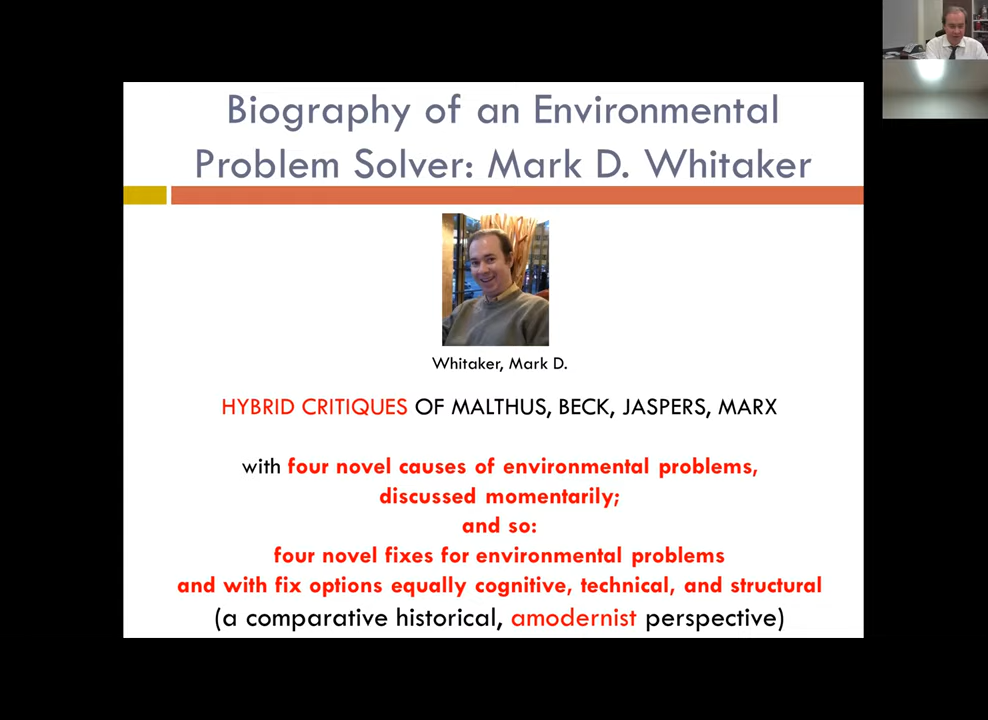 Biography of an Environmental
Problem Solver: Mark D. Whitaker
Whitaker, Mark D.
HYBRID CRITIQUES OF MALTHUS, BECK, JASPERS, MARX
with four novel causes of environmental problems,
discussed momentarily;
and so:
four novel fixes for environmental problems
and with fix options equally cognitive, technical, and structural
(a comparative historical, amodernist perspective)